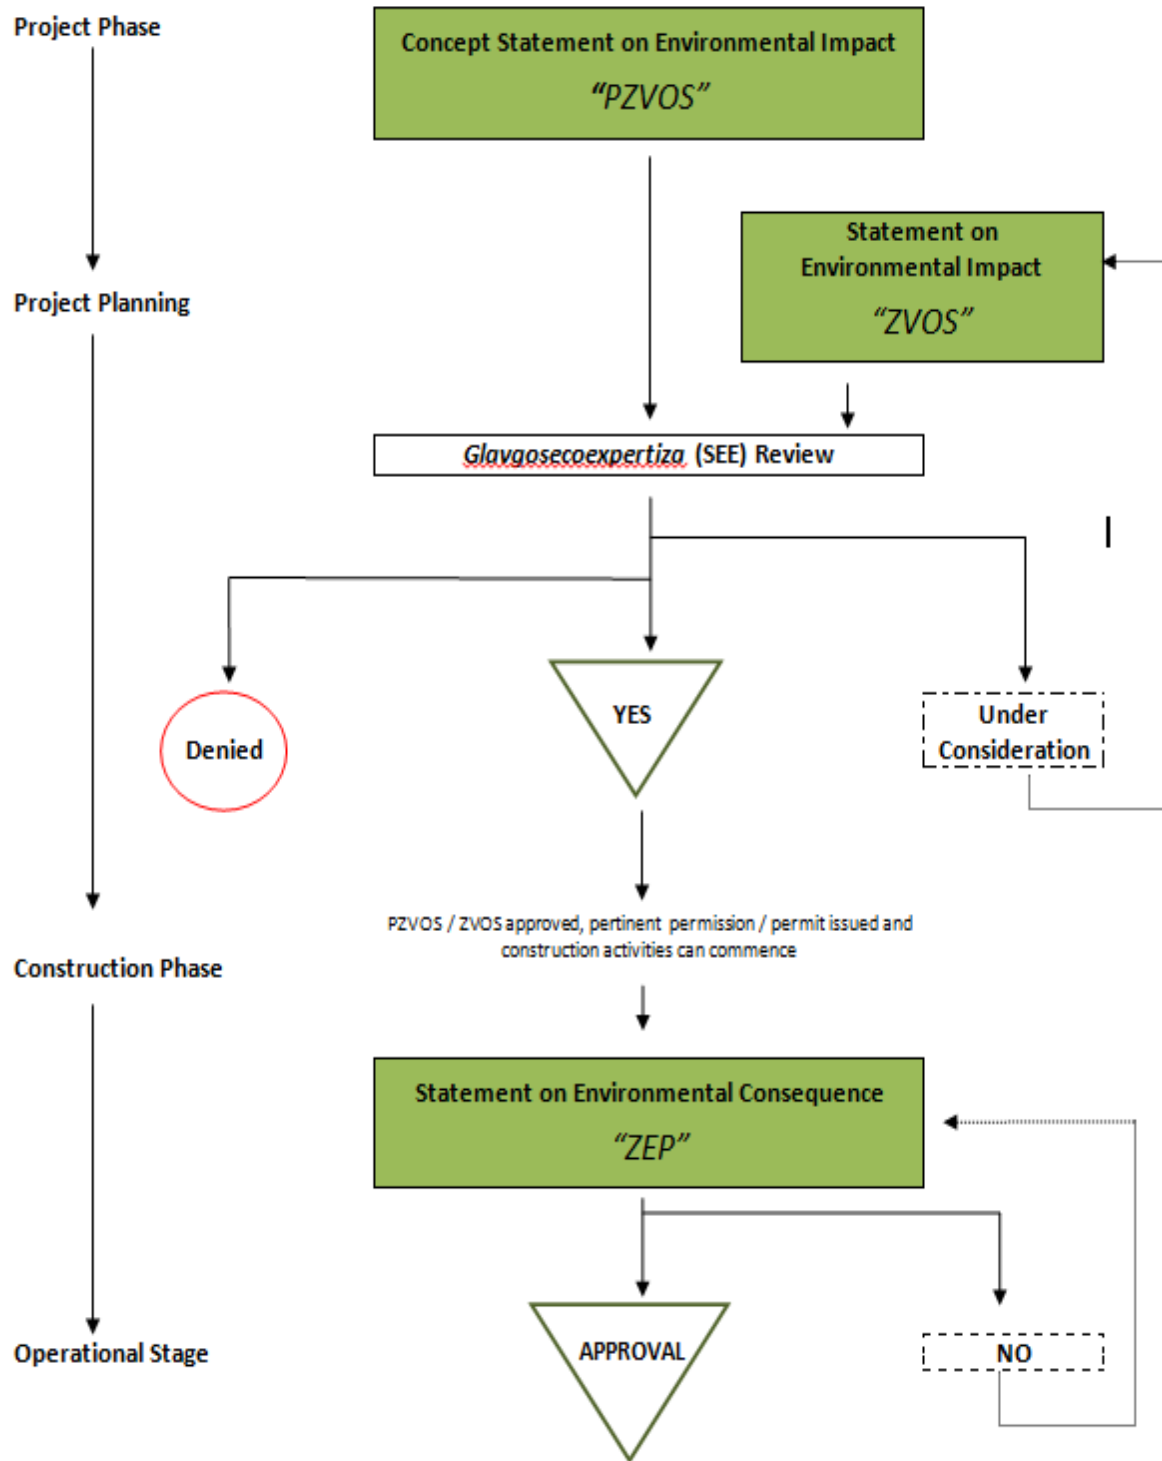 Project Phase
Concept Statement on Environmental Impact
“PZVOS”
Statement on
Environmental Impact
“ZVOS”
Project Planning
Glavgosecoexpertiza (SEE) Review
Denied
YES
Under
Consideration
PZVOS / ZVOS approved, pertinent permission / permit issued and
construction activities can commence
Construction Phase
Statement on Environmental Consequence
“ZEP”
APPROVAL
NO
Operational Stage